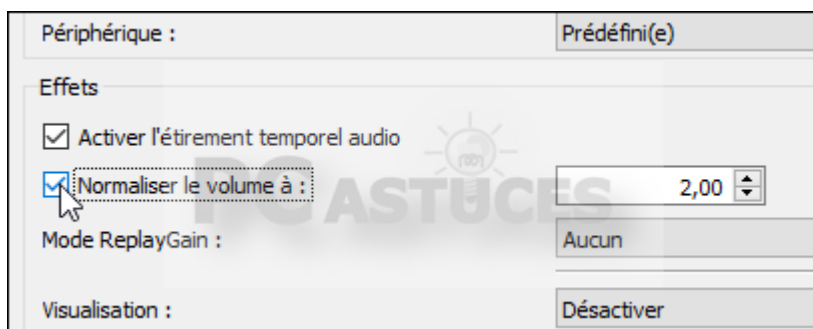 Périphérique :
Prédéfini(e)
Effets
Activer l'étirement temporel audio
Normaliser le volume à :
2,00
PC ASTUCES
Mode ReplayGain :
Aucun
Visualisation :
Désactiver